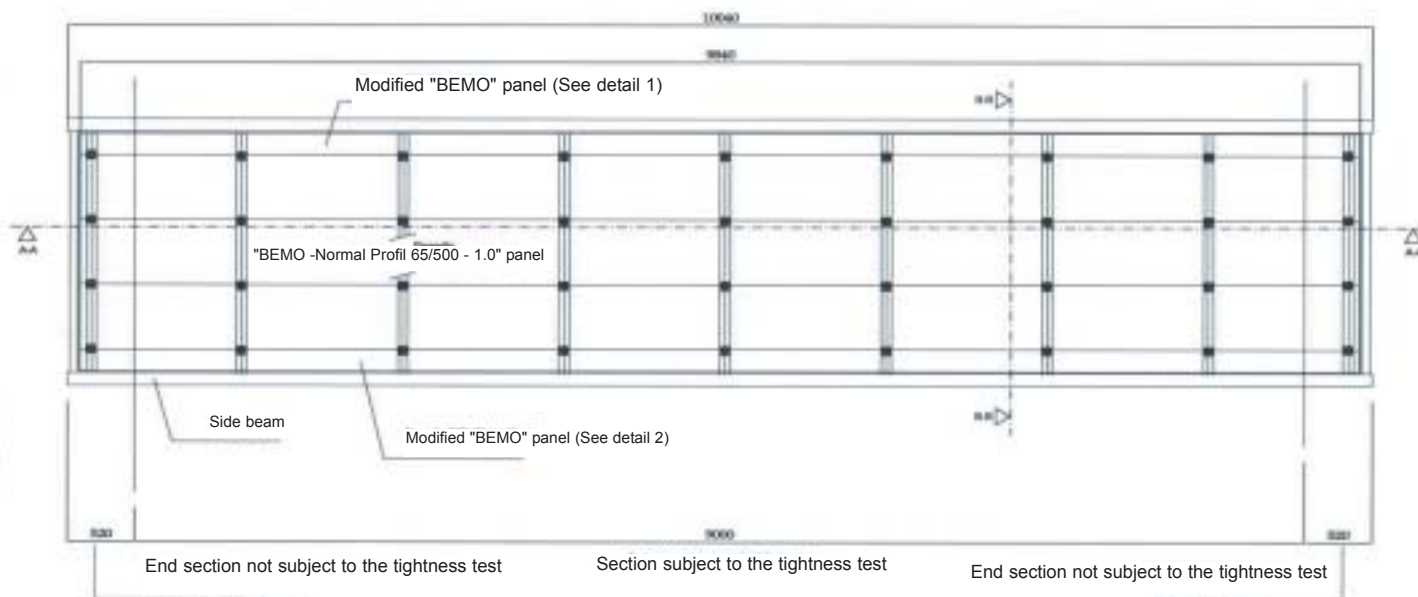 10040
9840
Modified "BEMO" panel (See detail 1)
B-B
A-A
"BEMO -Normal Profil 65/500 - 1.0" panel
A-A
B-B
Side beam
Modified "BEMO" panel (See detail 2)
520
9000
520
End section not subject to the tightness test
Section subject to the tightness test
End section not subject to the tightness test